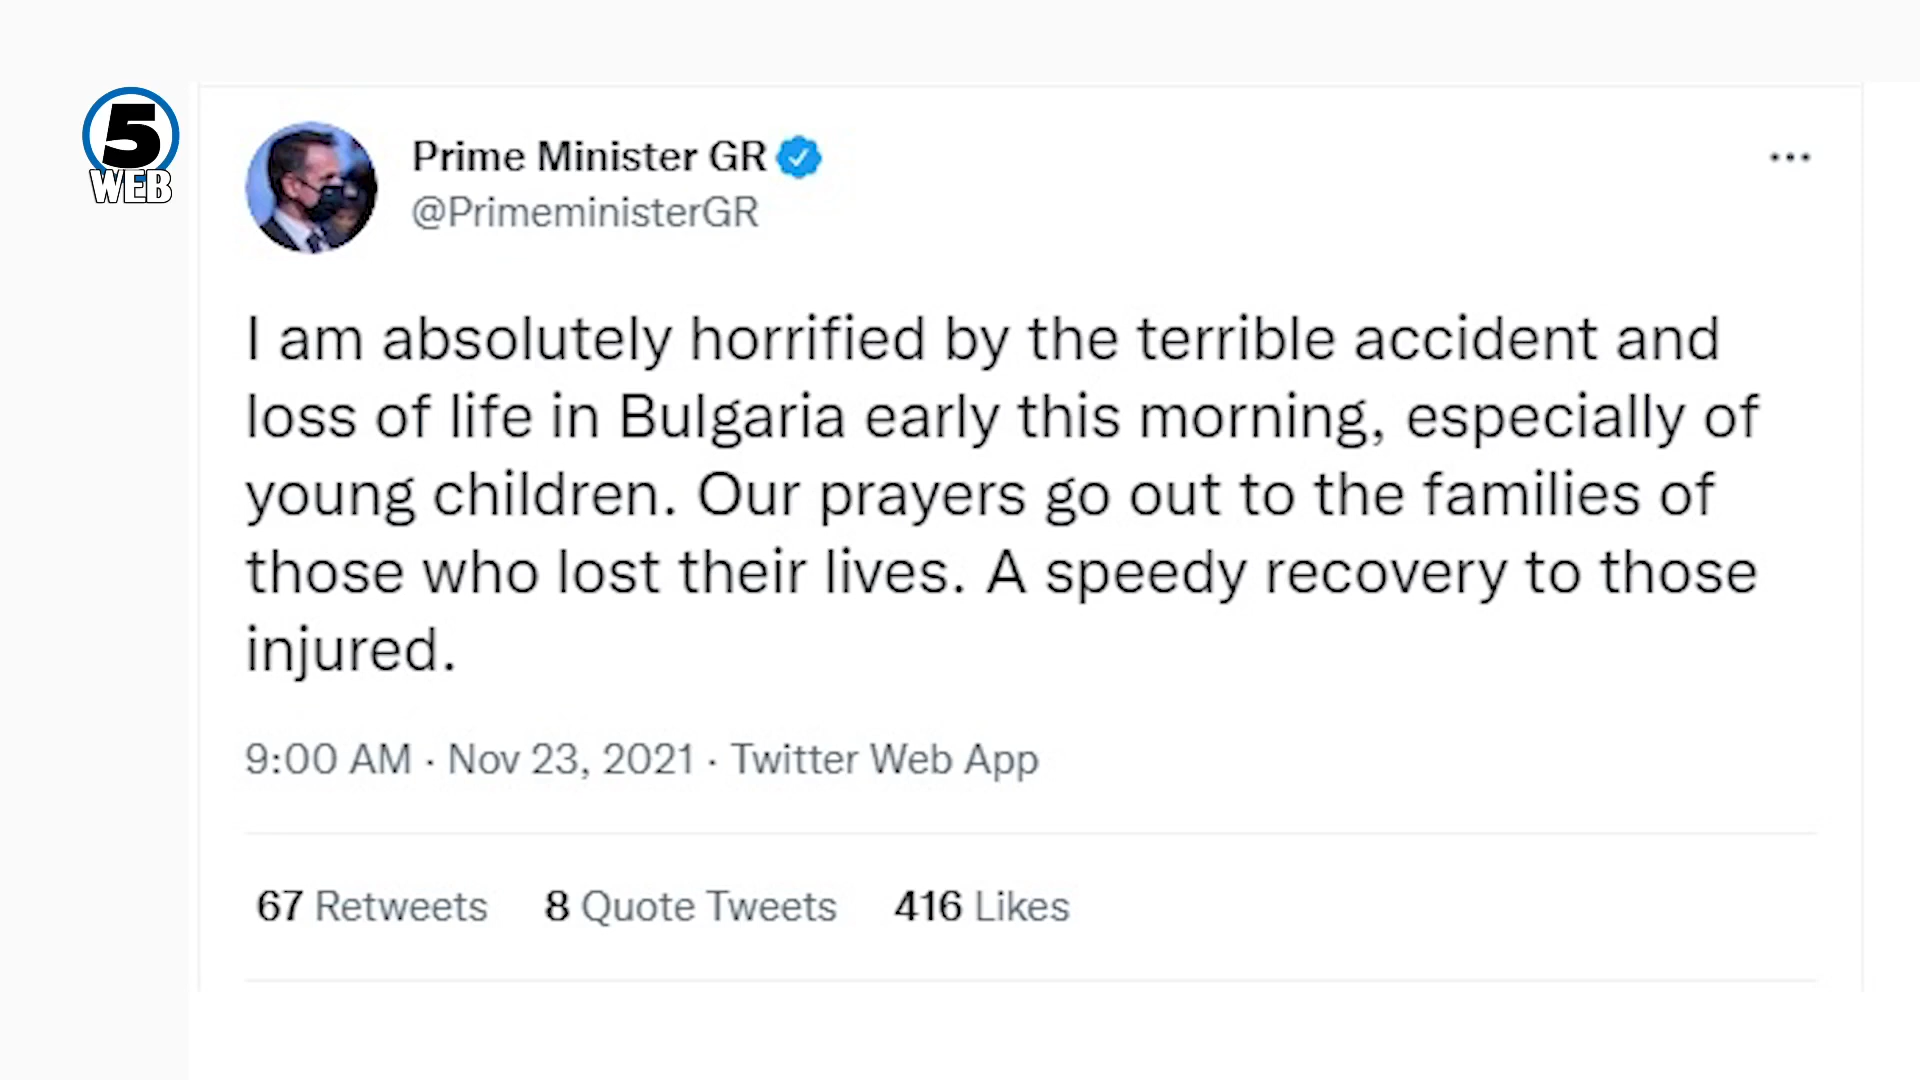 5
WEB
Prime Minister GR
@PrimeministerGR
I am absolutely horrified by the terrible accident and
loss of life in Bulgaria early this morning, especially of
young children. Our prayers go out to the families of
those who lost their lives. A speedy recovery to those
injured.
9:00 AM · Nov 23, 2021 · Twitter Web App
67 Retweets 8 Quote Tweets 416 Likes